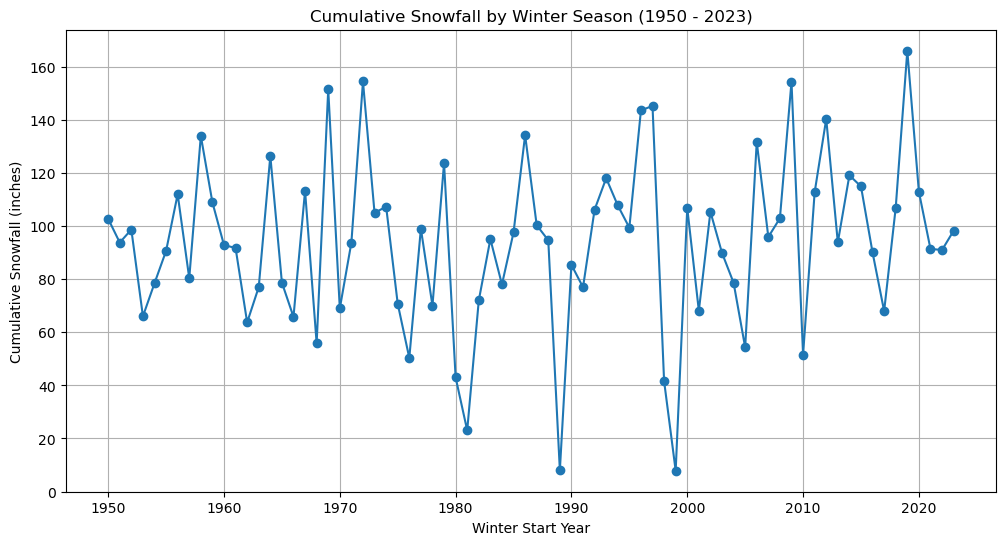 Cumulative Snowfall by Winter Season (1950 - 2023)
Cumulative Snowfall (inches)
160
140
120
100
80
60
40
20
0
1950 1960 1970 1980 1990 2000 2010 2020
Winter Start Year